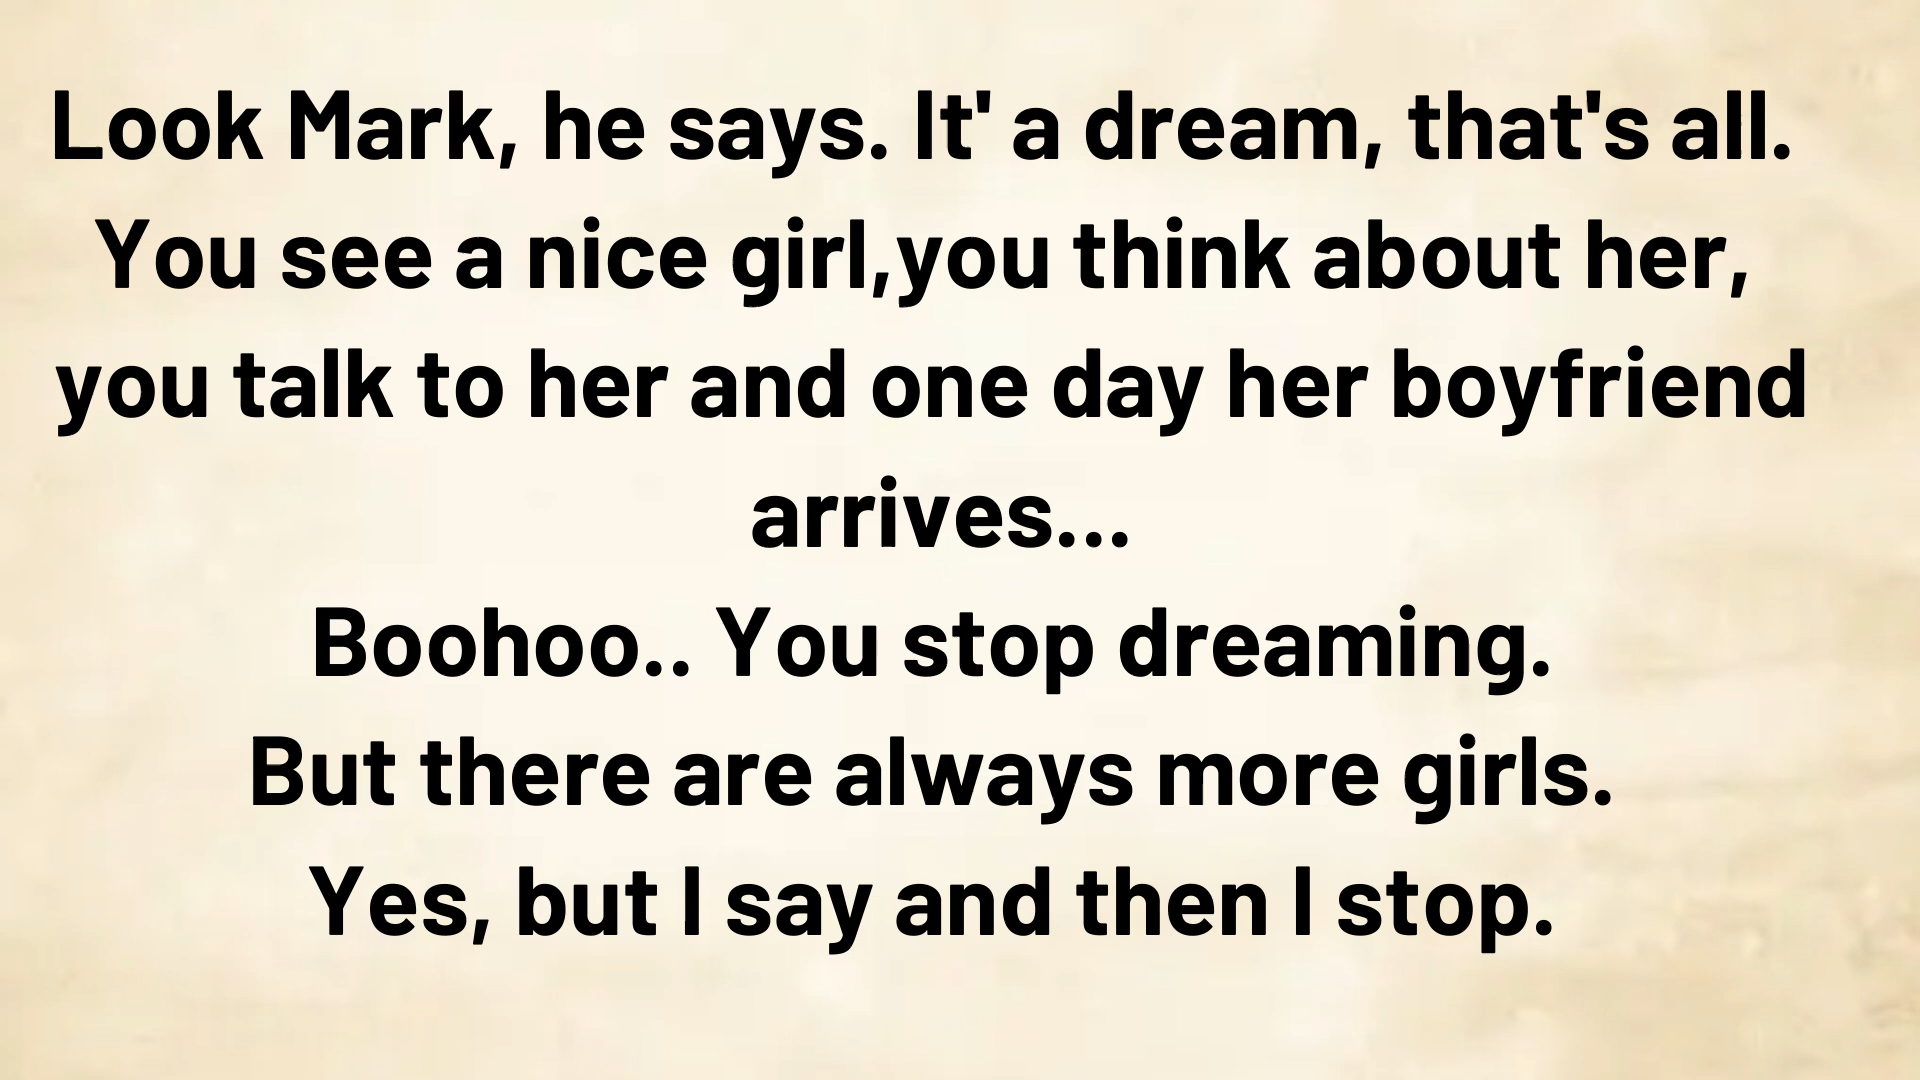 Look Mark, he says. It' a dream, that's all.
You see a nice girl,you think about her,
you talk to her and one day her boyfriend
arrives...
Boohoo.. You stop dreaming.
But there are always more girls.
Yes, but I say and then I stop.